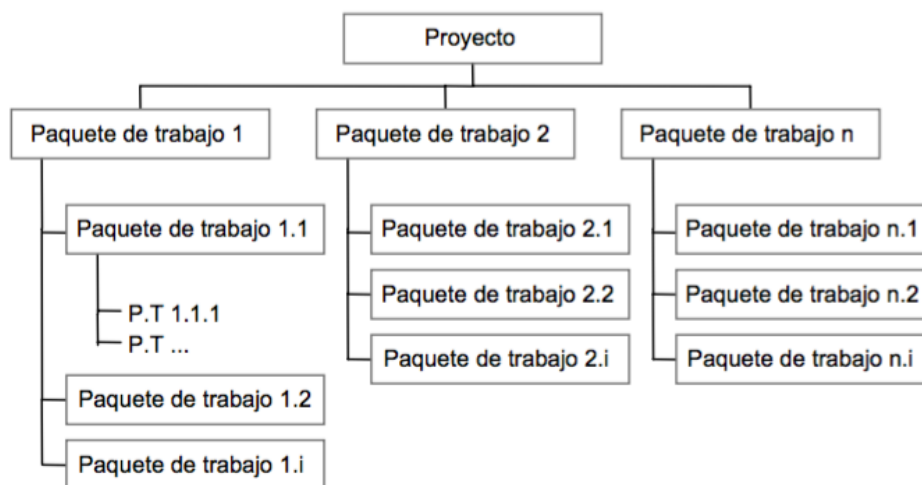 Proyecto
Paquete de trabajo 1
Paquete de trabajo 2
Paquete de trabajo n
Paquete de trabajo 1.1
P.T 1.1.1
P.T ...
Paquete de trabajo 1.2
Paquete de trabajo 1.i
Paquete de trabajo 2.1
Paquete de trabajo 2.2
Paquete de trabajo 2.i
Paquete de trabajo n.1
Paquete de trabajo n.2
Paquete de trabajo n.i